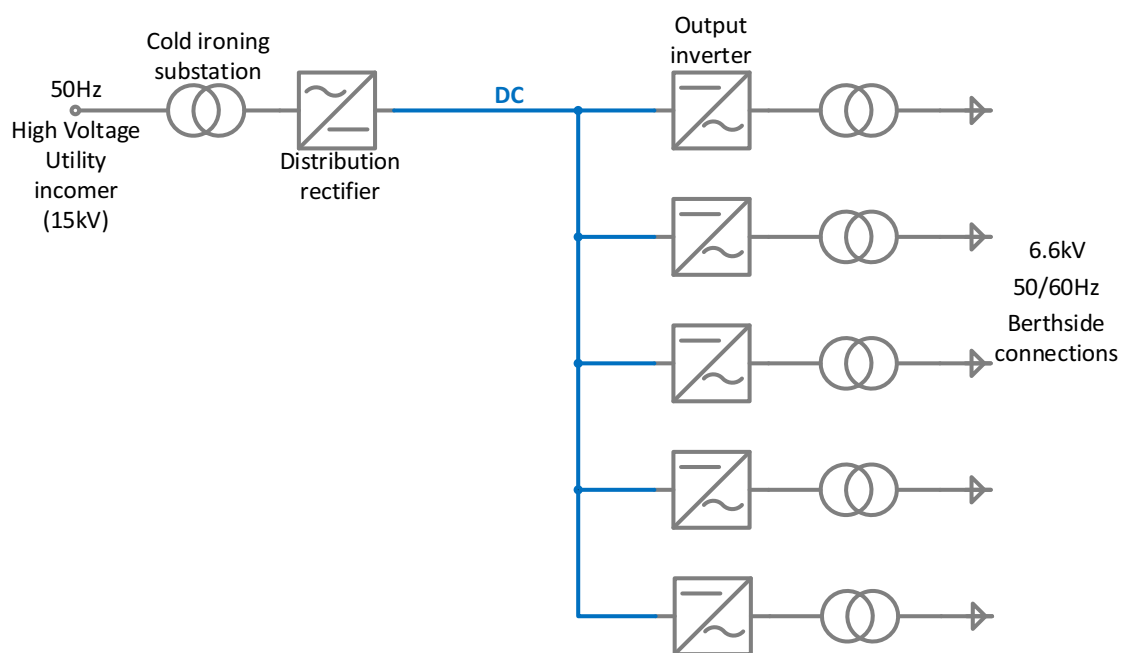 Cold ironing
substation
50Hz
High Voltage
Utility
incomer
(15kV)
Distribution
rectifier
DC
Output
inverter
6.6kV
50/60Hz
Berthside
connections